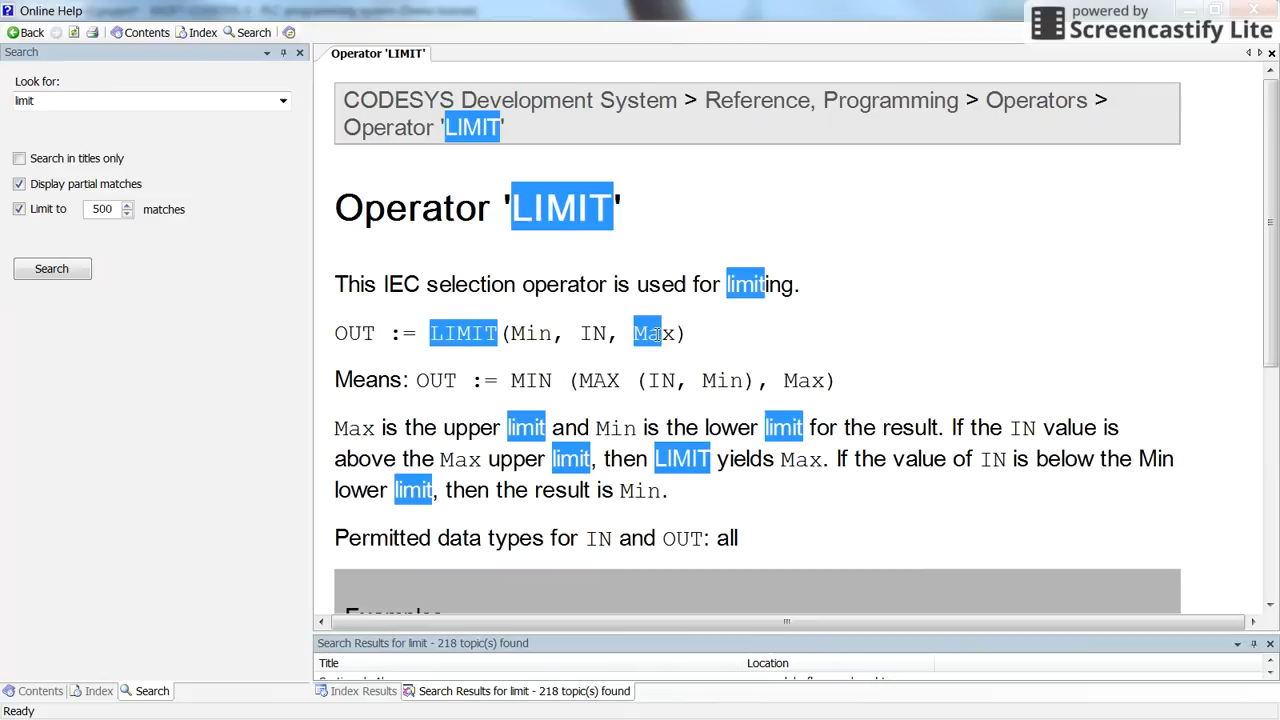 Online Help
powered by
Screencastify Lite
Back
Contents
Index
Search
Search
Operator 'LIMIT'
Look for:
limit
CODESYS Development System > Reference, Programming > Operators >
Operator 'LIMIT'
Search in titles only
Display partial matches
Limit to 500 matches
Search
Operator 'LIMIT'
This IEC selection operator is used for limiting.
OUT := LIMIT(Min, IN, Max)
Means: OUT := MIN (MAX (IN, Min), Max)
Max is the upper limit and Min is the lower limit for the result. If the IN value is
above the Max upper limit, then LIMIT yields Max. If the value of IN is below the Min
lower limit, then the result is Min.
Permitted data types for IN and OUT: all
Examples
Search Results for limit - 218 topic(s) found
Title Location
Contents Index Search
Index Results Search Results for limit - 218 topic(s) found
Ready